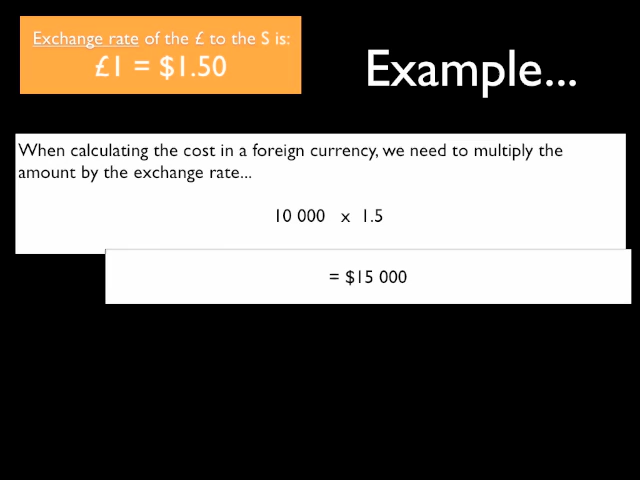 Exchange rate of the £ to the S is:
£1 = $1.50
Example...
When calculating the cost in a foreign currency, we need to multiply the
amount by the exchange rate...
10 000 x 1.5
= $15 000